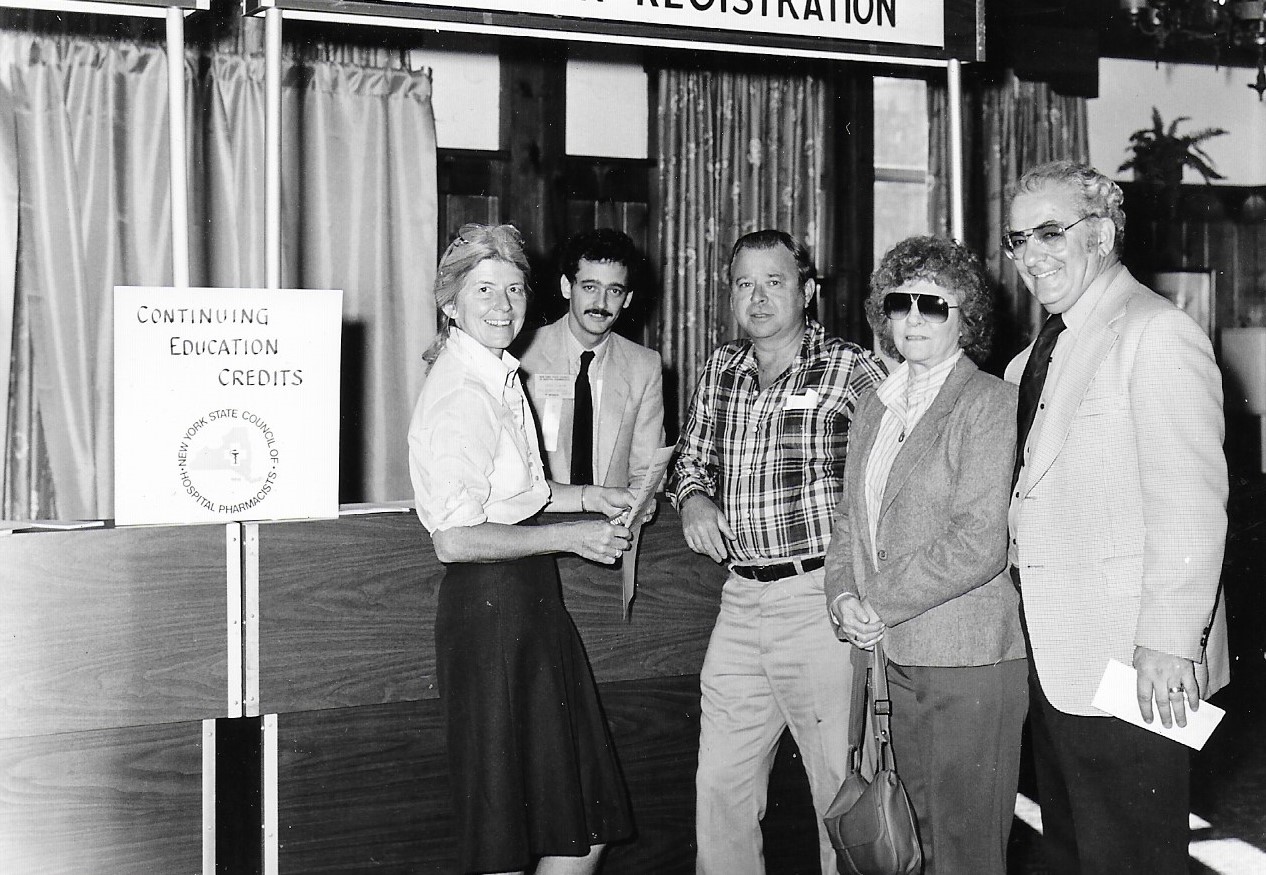 REGISTRATION
CONTINUING
EDUCATION
CREDITS
• NEW YORK STATE COUNCIL OF •
HOSPITAL PHARMACISTS